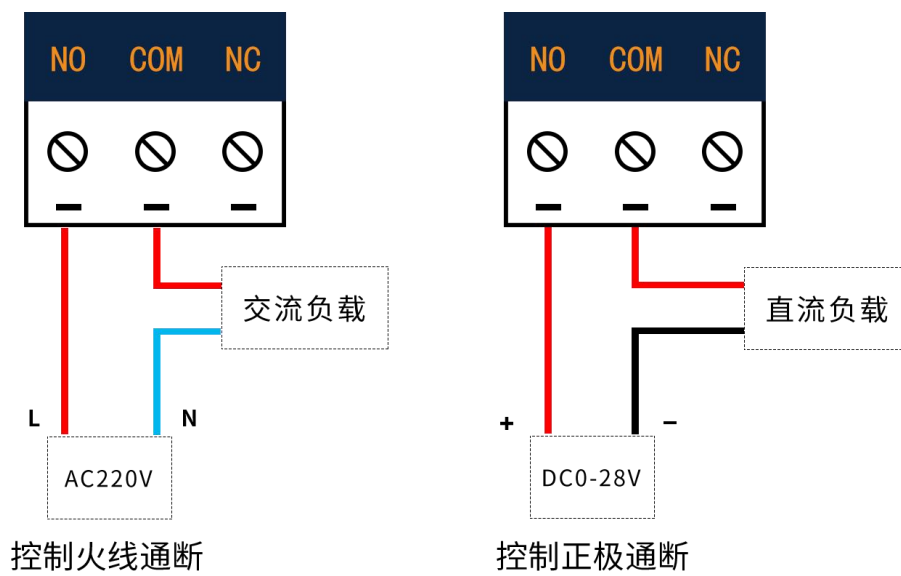 NO COM NC
交流负载
L N
AC220V
控制火线通断
NO COM NC
直流负载
+ −
DC0-28V
控制正极通断